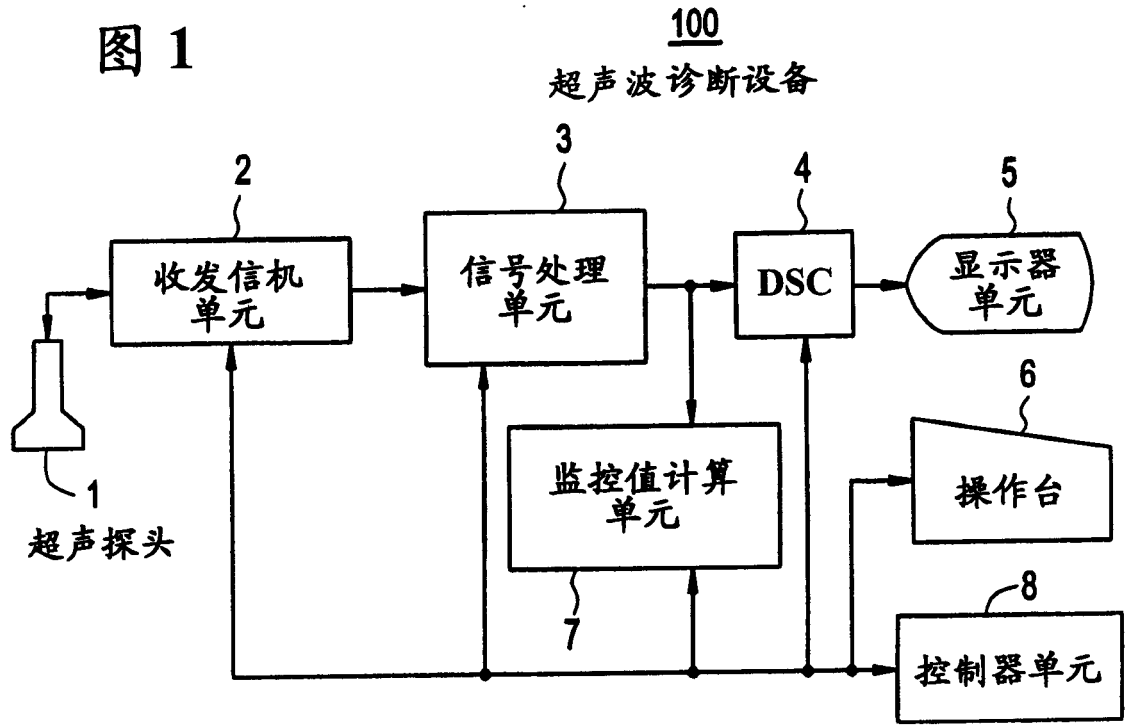 图 1
100
超声波诊断设备
2
收发信机
单元
3
信号处理
单元
4
DSC
5
显示器
单元
6
操作台
1
超声探头
监控值计算
单元
7
8
控制器单元